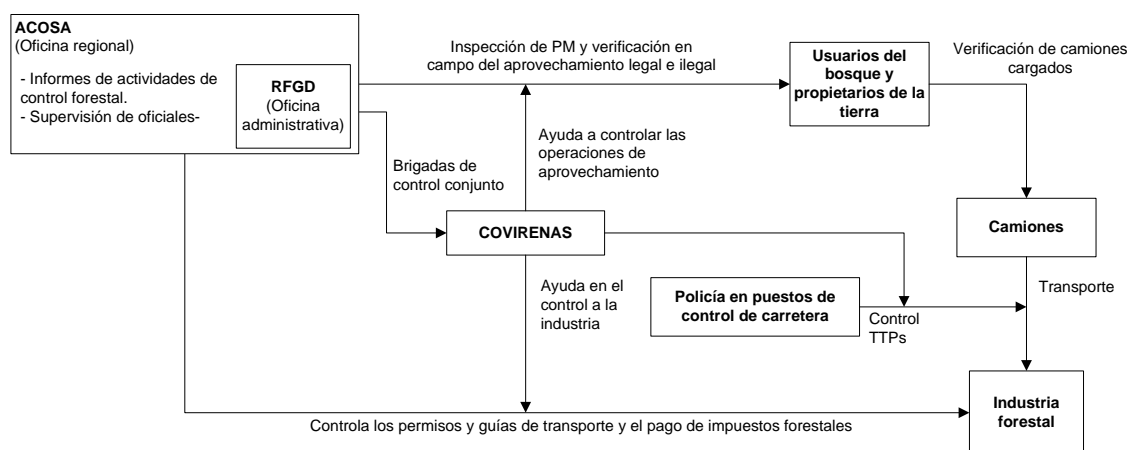 ACOSA
(Oficina regional)
- Informes de actividades de
control forestal.
- Supervisión de oficiales-
RFGD
(Oficina
administrativa)
Inspección de PM y verificación en
campo del aprovechamiento legal e ilegal
Usuarios del
bosque y
propietarios de la
tierra
Verificación de camiones
cargados
Ayuda a controlar las
operaciones de
aprovechamiento
Brigadas de
control conjunto
COVIRENAS
Camiones
Ayuda en el
control a la
industria
Policía en puestos de
control de carretera
Control
TTPs
Transporte
Industria
forestal
Controla los permisos y guías de transporte y el pago de impuestos forestales